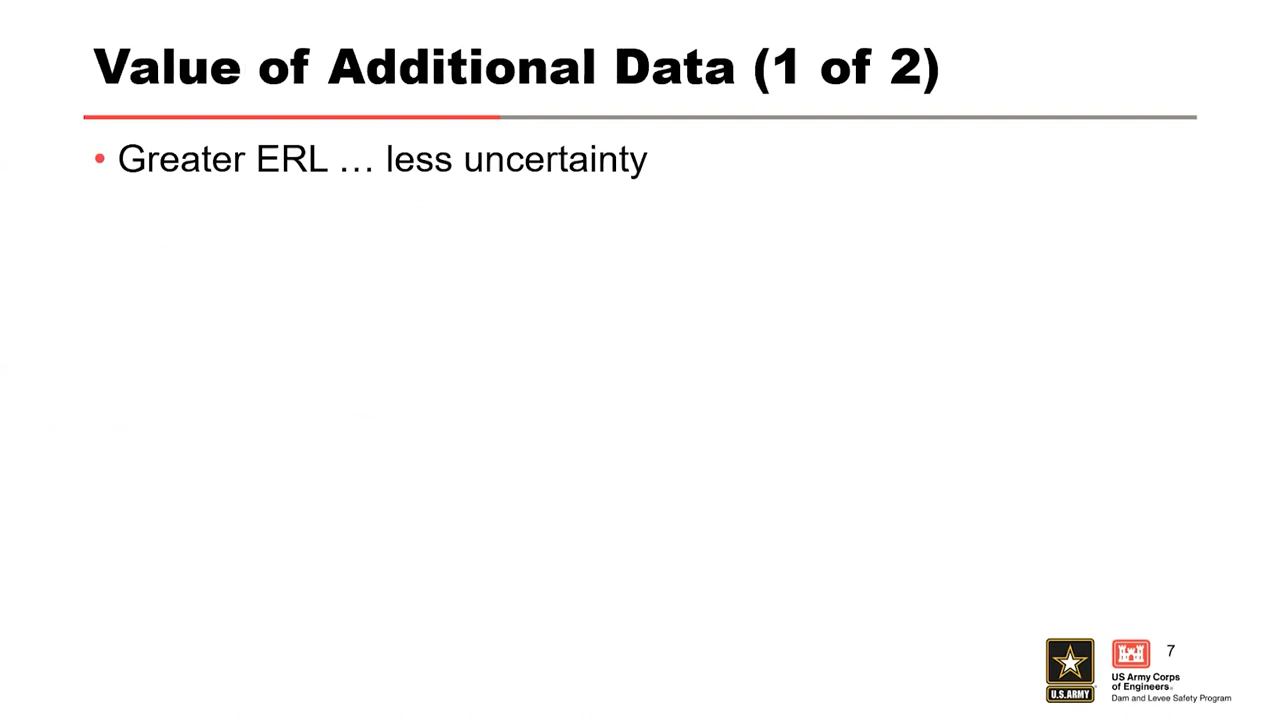 Value of Additional Data (1 of 2)
• Greater ERL … less uncertainty
U.S.ARMY
7
US Army Corps
of Engineers®
Dam and Levee Safety Program